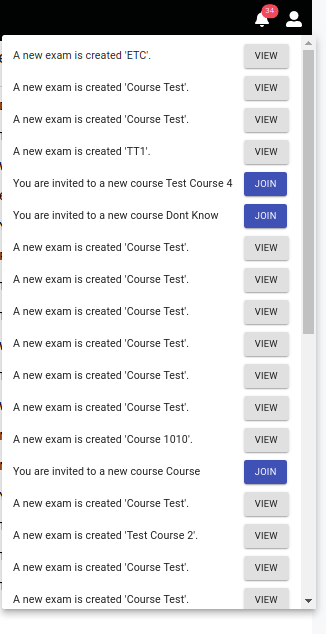 34
A new exam is created 'ETC'. VIEW
A new exam is created 'Course Test'. VIEW
A new exam is created 'Course Test'. VIEW
A new exam is created 'TT1'. VIEW
You are invited to a new course Test Course 4 JOIN
You are invited to a new course Dont Know JOIN
A new exam is created 'Course Test'. VIEW
A new exam is created 'Course Test'. VIEW
A new exam is created 'Course Test'. VIEW
A new exam is created 'Course Test'. VIEW
A new exam is created 'Course Test'. VIEW
A new exam is created 'Course Test'. VIEW
A new exam is created 'Course 1010'. VIEW
You are invited to a new course Course JOIN
A new exam is created 'Course Test'. VIEW
A new exam is created 'Test Course 2'. VIEW
A new exam is created 'Course Test'. VIEW
A new exam is created 'Course Test'. VIEW